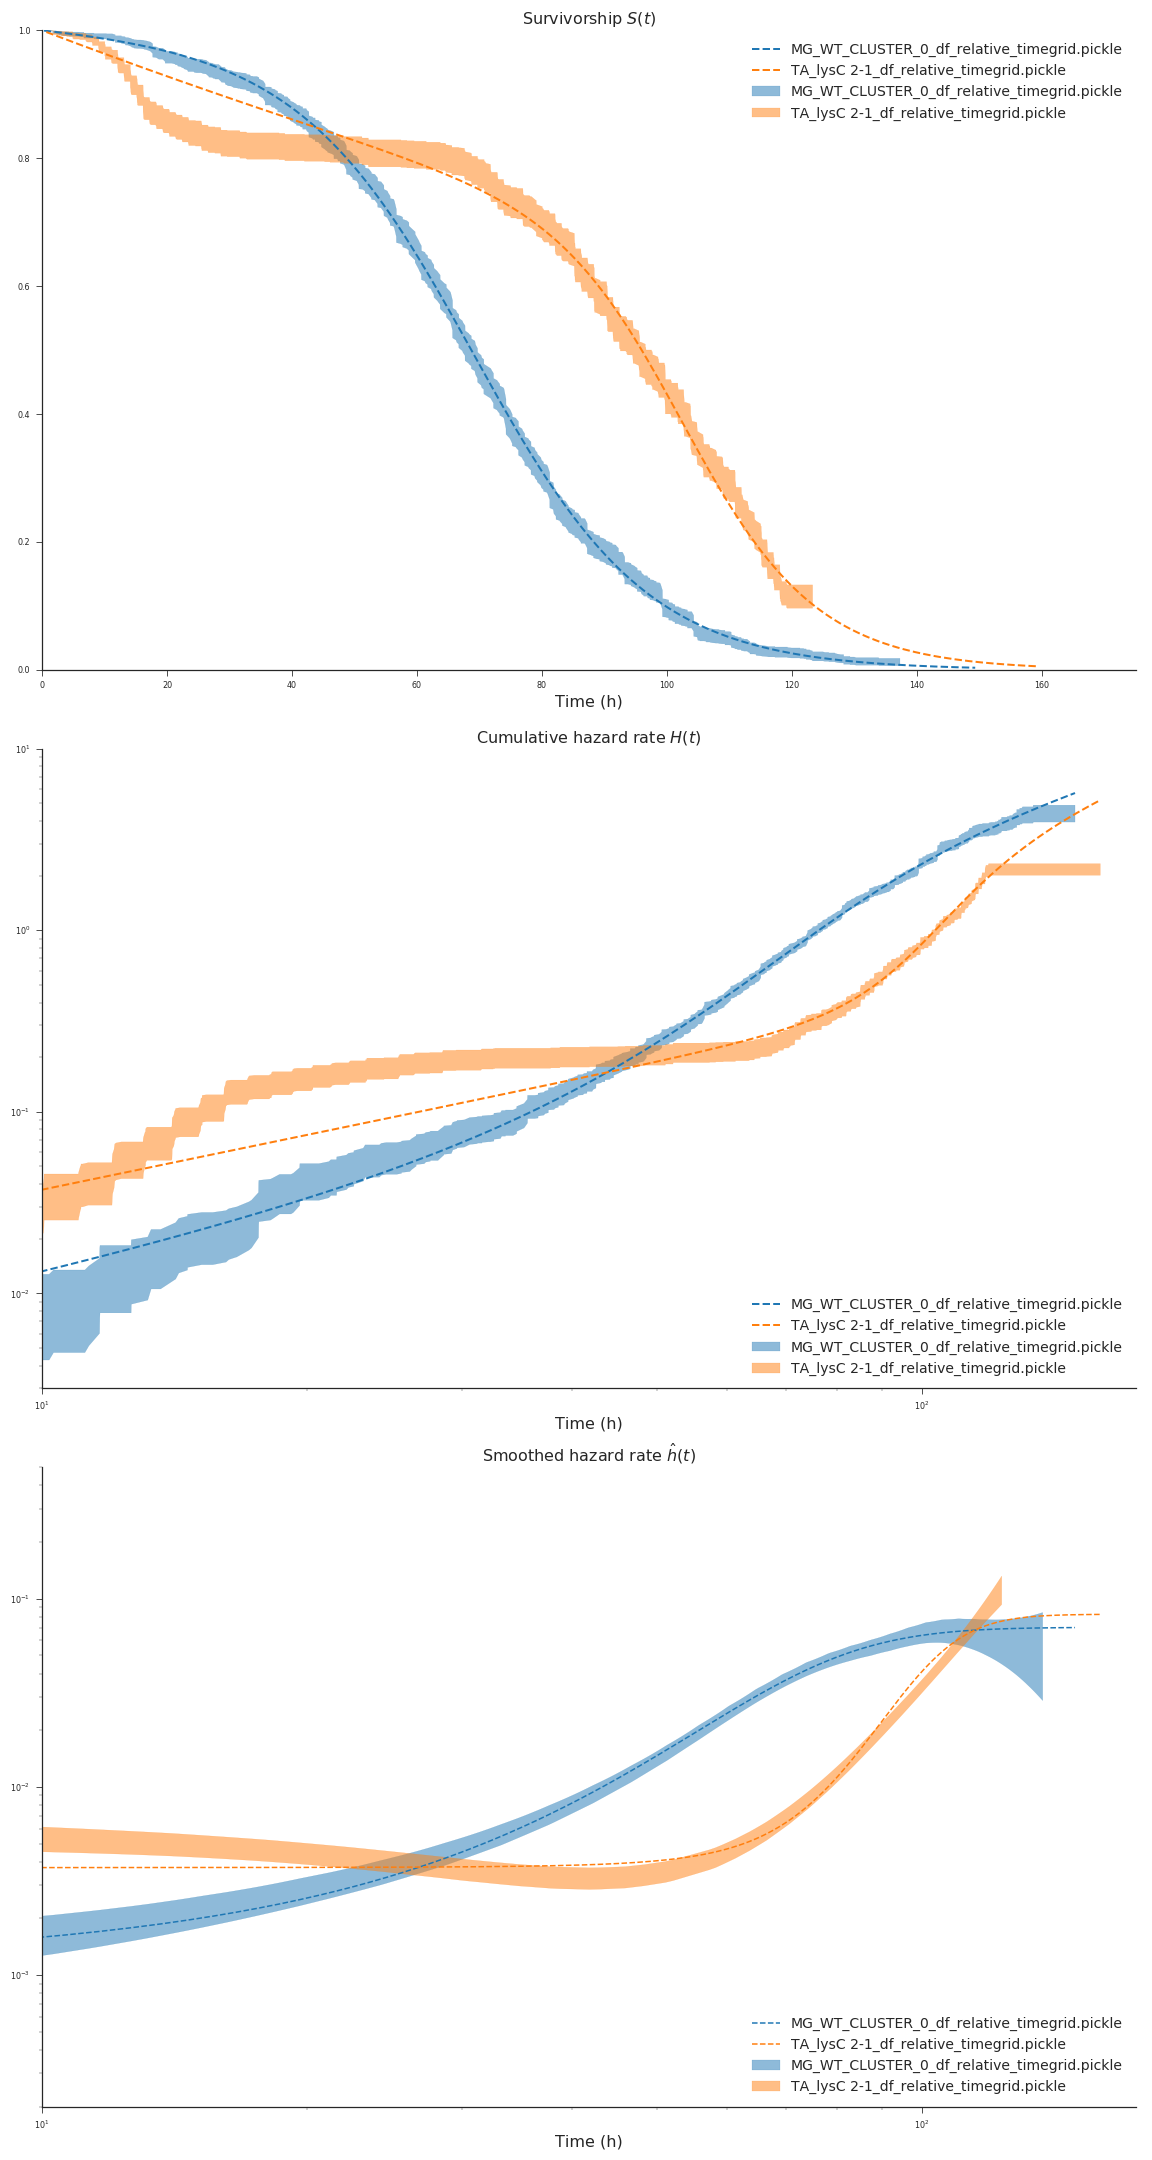 Survivorship S(t)
1.0
0.8
0.6
0.4
0.2
0.0
MG_WT_CLUSTER_0_df_relative_timegrid.pickle
TA_lysC 2-1_df_relative_timegrid.pickle
MG_WT_CLUSTER_0_df_relative_timegrid.pickle
TA_lysC 2-1_df_relative_timegrid.pickle
0 20 40 60 80 100 120 140 160
Time (h)
Cumulative hazard rate H(t)
10¹
10⁰
10⁻¹
10⁻²
MG_WT_CLUSTER_0_df_relative_timegrid.pickle
TA_lysC 2-1_df_relative_timegrid.pickle
MG_WT_CLUSTER_0_df_relative_timegrid.pickle
TA_lysC 2-1_df_relative_timegrid.pickle
10¹ 10²
Time (h)
Smoothed hazard rate ĥ(t)
10⁻¹
10⁻²
10⁻³
MG_WT_CLUSTER_0_df_relative_timegrid.pickle
TA_lysC 2-1_df_relative_timegrid.pickle
MG_WT_CLUSTER_0_df_relative_timegrid.pickle
TA_lysC 2-1_df_relative_timegrid.pickle
10¹ 10²
Time (h)